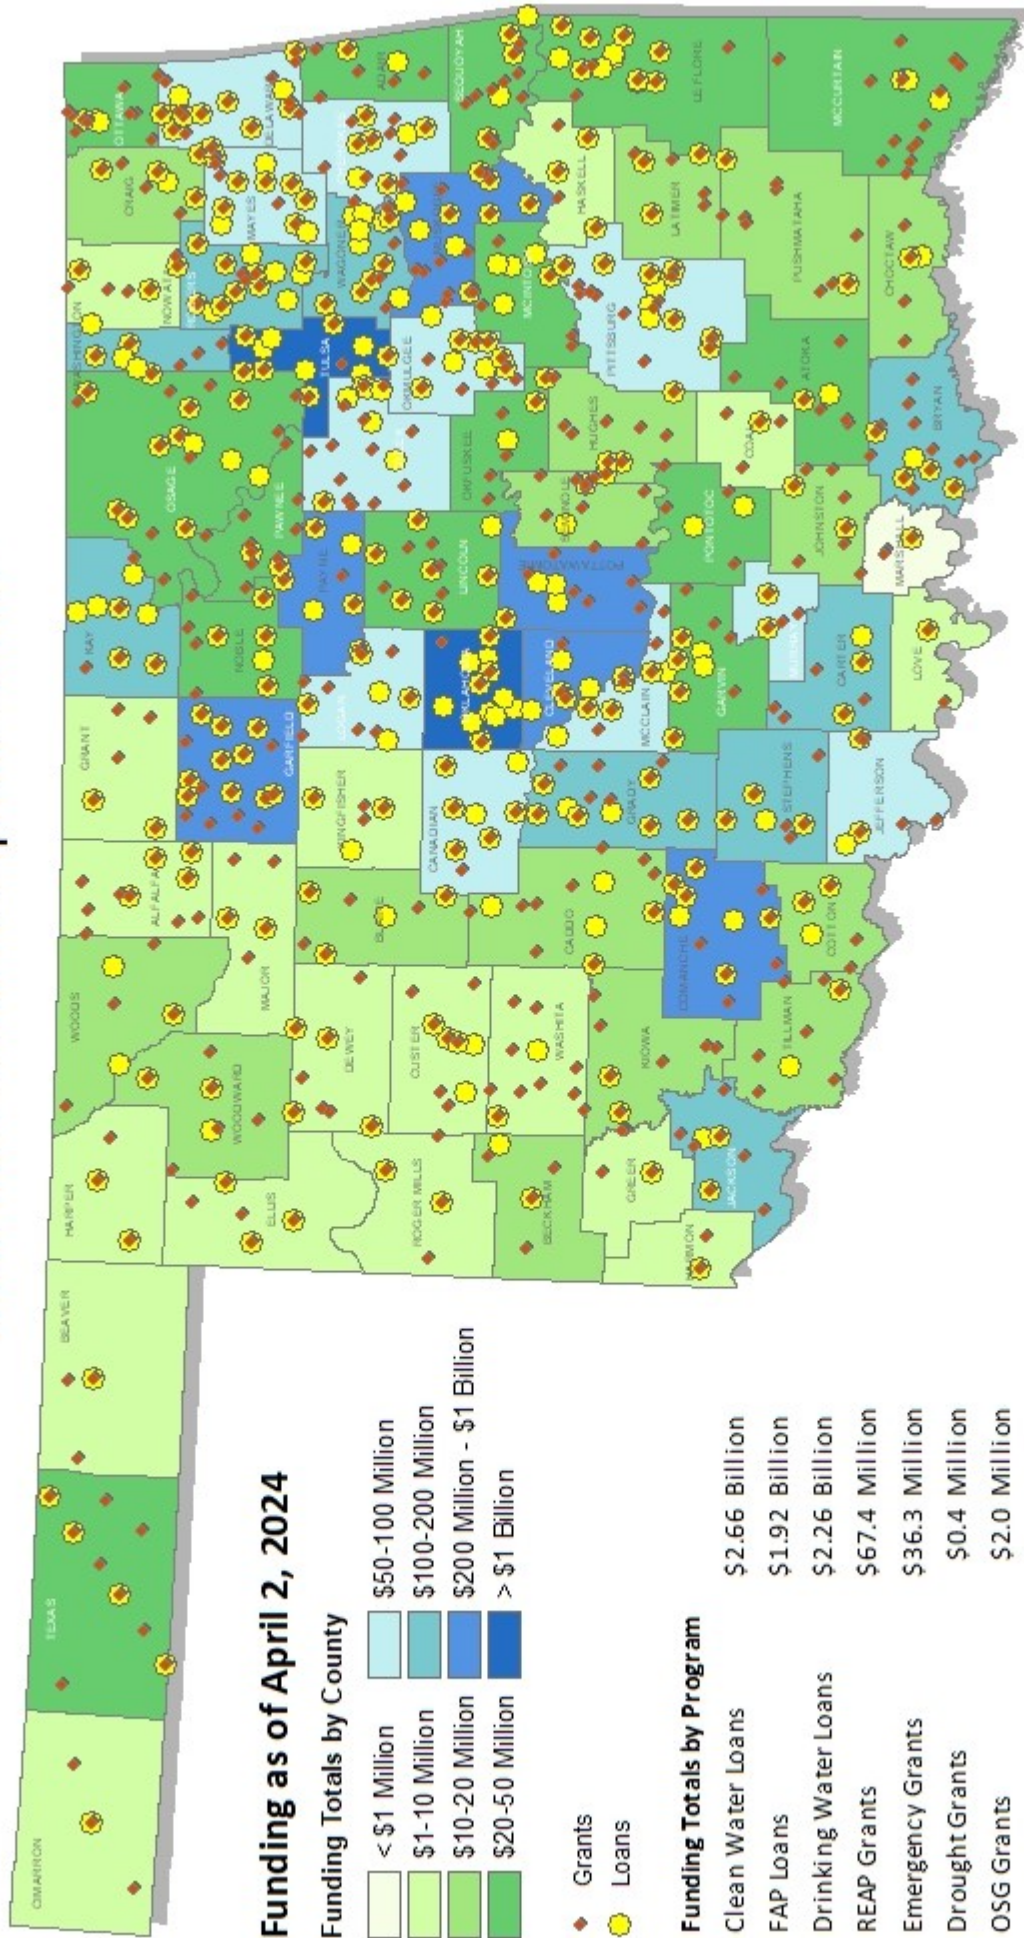 Funding as of April 2, 2024
Funding Totals by County
< $1 Million
$1-10 Million
$10-20 Million
$20-50 Million
$50-100 Million
$100-200 Million
$200 Million - $1 Billion
> $1 Billion
Grants
Loans
Funding Totals by Program
Clean Water Loans $2.66 Billion
FAP Loans $1.92 Billion
Drinking Water Loans $2.26 Billion
REAP Grants $67.4 Million
Emergency Grants $36.3 Million
Drought Grants $0.4 Million
OSG Grants $2.0 Million
CIMARRON
TEXAS
BEAVER
HARPER
WOODS
ALFALFA
GRANT
KAY
OSAGE
WASHINGTON
NOWATA
CRAIG
OTTAWA
ELLIS
WOODWARD
MAJOR
GARFIELD
NOBLE
PAWNEE
MAYES
DELAWARE
ROGER MILLS
DEWEY
BLAINE
KINGFISHER
LOGAN
PAYNE
TULSA
WAGONER
ADAIR
CUSTER
CANADIAN
OKLAHOMA
LINCOLN
OKFUSKEE
OKMULGEE
SEQUOYAH
BECKHAM
WASHITA
CADDO
GRADY
CLEVELAND
MCCLAIN
POTTAWATOMIE
HUGHES
MCINTOSH
HASKELL
PITTSBURG
LATIMER
LE FLORE
GREER
KIOWA
COMANCHE
STEPHENS
GARVIN
PONTOTOC
COAL
ATOKA
PUSHMATAHA
MCCURTAIN
HARMON
JACKSON
TILLMAN
COTTON
JEFFERSON
CARTER
LOVE
JOHNSTON
MARSHALL
BRYAN
CHOCTAW